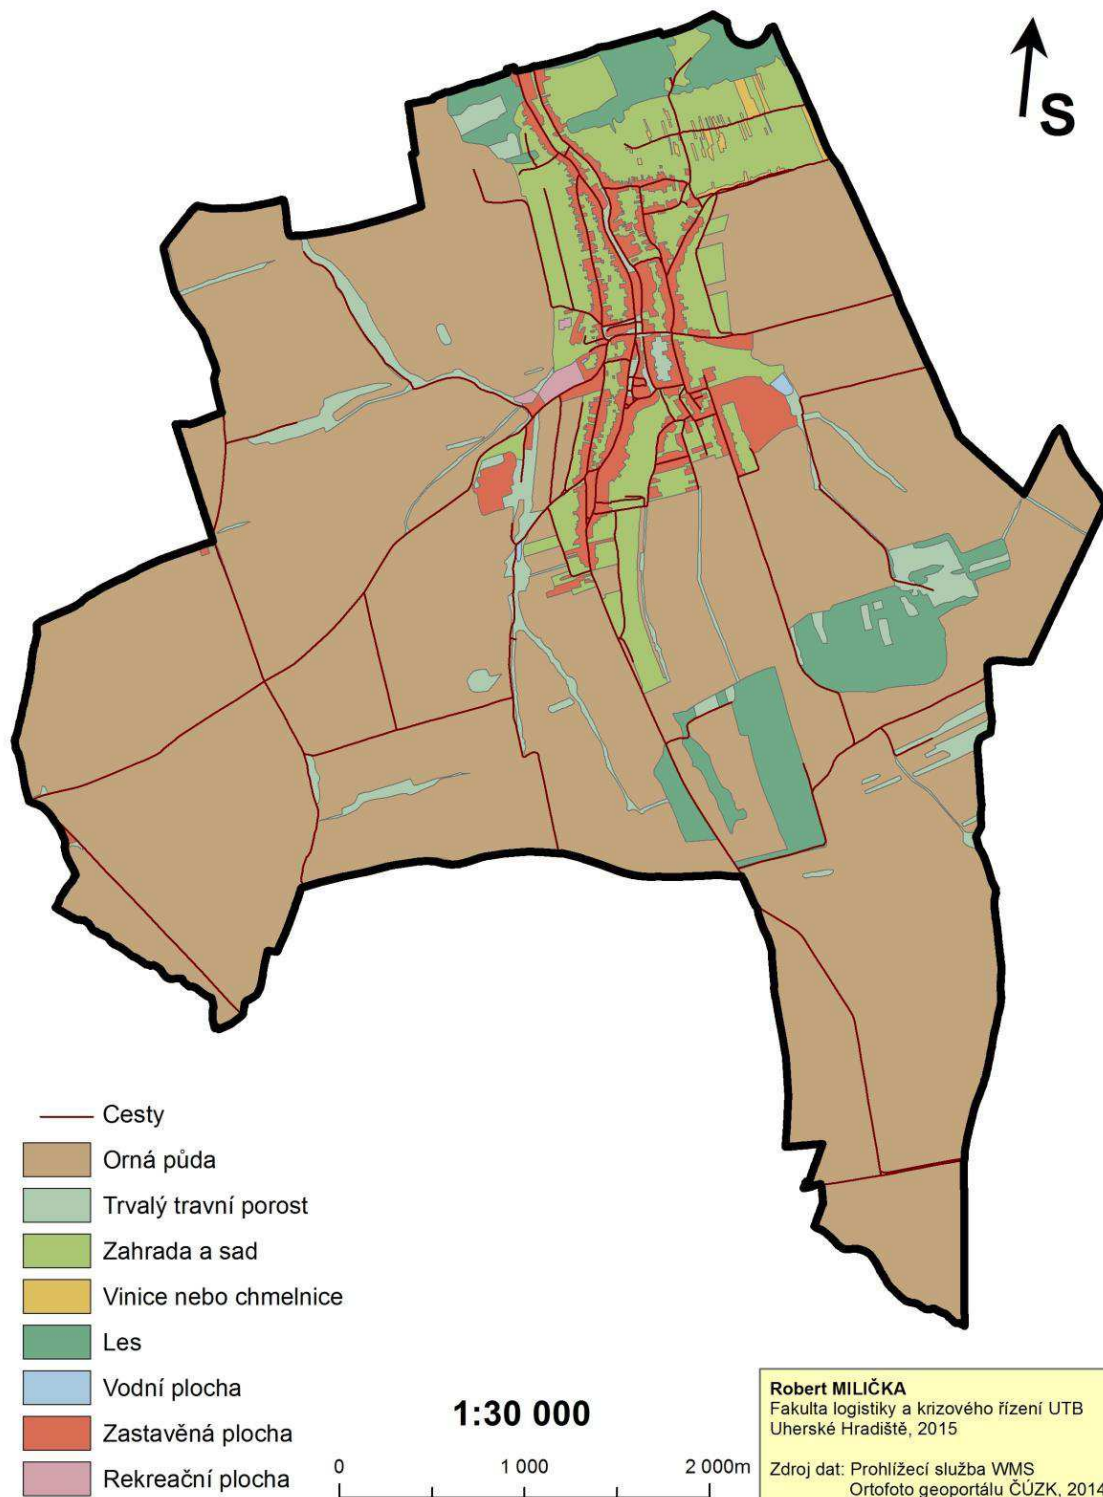 S
Cesty
Orná půda
Trvalý travní porost
Zahrada a sad
Vinice nebo chmelnice
Les
Vodní plocha
Zastavěná plocha
Rekreační plocha
1:30 000
0 1 000 2 000m
Robert MILIČKA
Fakulta logistiky a krizového řízení UTB
Uherské Hradiště, 2015
Zdroj dat: Prohlížecí služba WMS
Ortofoto geoportálu ČÚZK, 2014